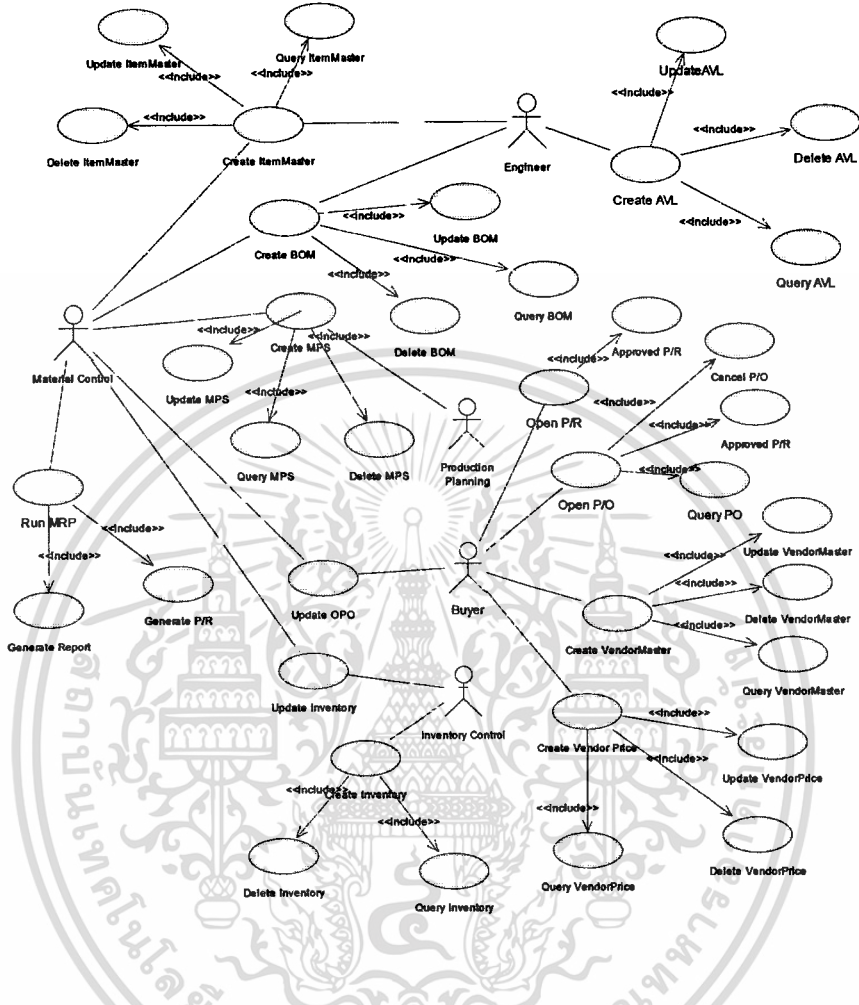 Update ItemMaster
Query ItemMaster
<<include>>
<<include>>
<<include>>
Delete ItemMaster
Create ItemMaster
Engineer
UpdateAVL
<<include>>
<<include>>
Delete AVL
Create AVL
<<include>>
Query AVL
<<include>>
Update BOM
Create BOM
<<include>>
<<include>>
Query BOM
Delete BOM
Material Control
<<include>>
<<include>>
Create MPS
Update MPS
<<include>>
Query MPS
Delete MPS
Production
Planning
Approved P/R
<<include>>
Open P/R
Cancel P/O
<<include>>
Approved P/R
<<include>>
<<include>>
Open P/O
Query PO
Run MRP
<<include>>
<<include>>
Generate P/R
Generate Report
Update OPO
Buyer
Update VendorMaster
<<include>>
<<include>>
Delete VendorMaster
<<include>>
Create VendorMaster
Query VendorMaster
Update Inventory
Inventory Control
Create Vendor Price
<<include>>
Update VendorPrice
<<include>>
<<include>>
Create Inventory
<<include>>
<<include>>
Delete Inventory
Query Inventory
Query VendorPrice
Delete VendorPrice